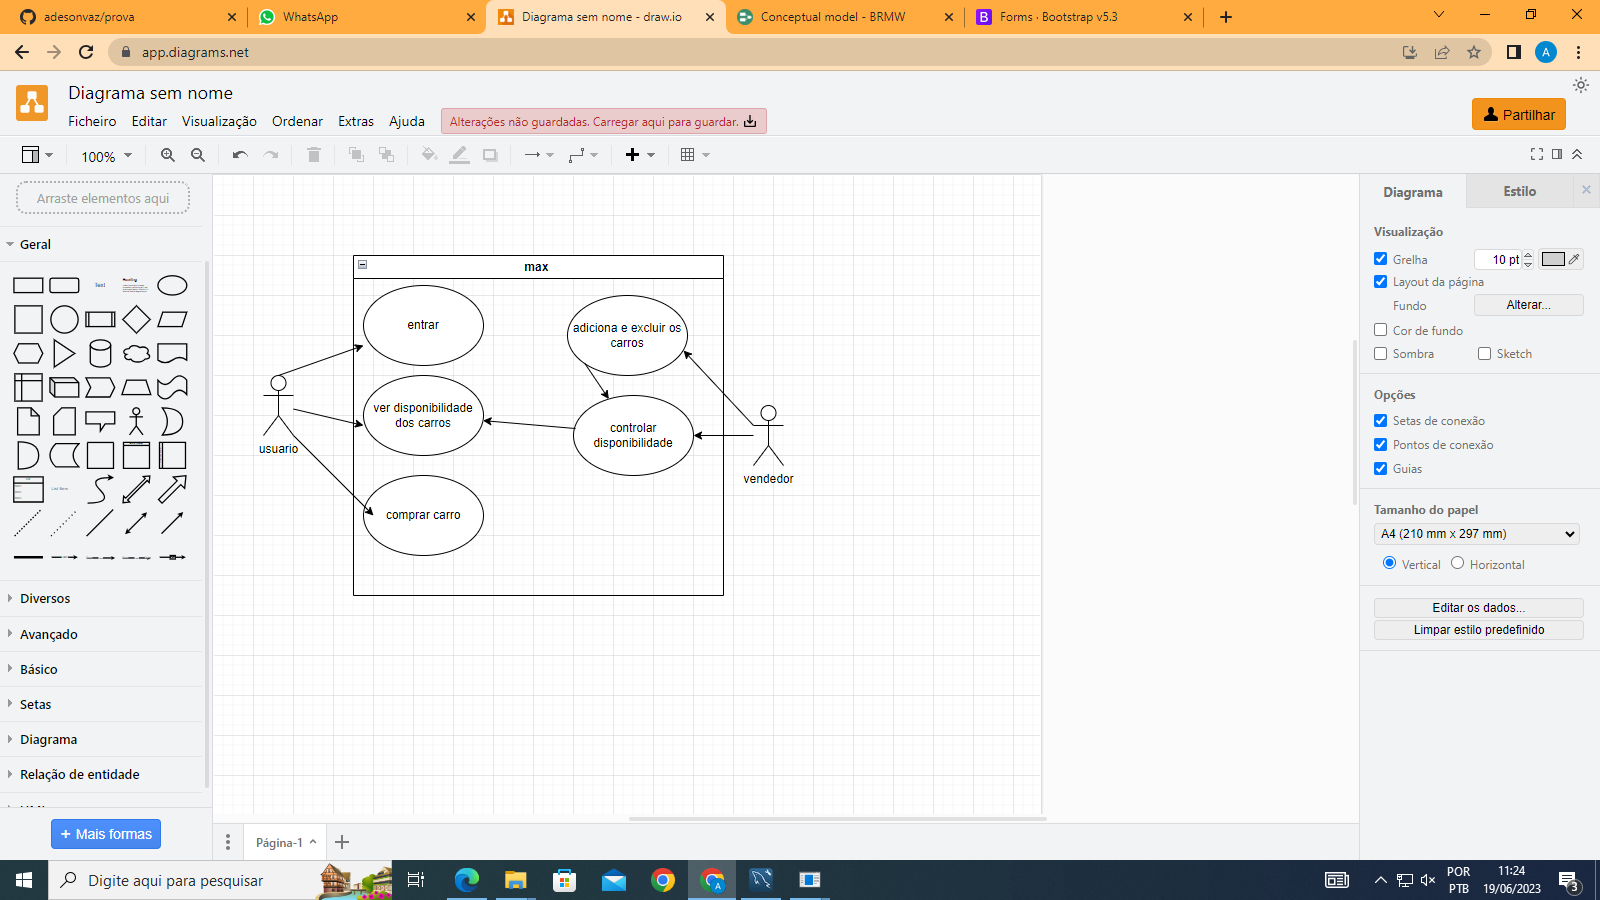 adesonvaz/prova
WhatsApp
Diagrama sem nome - draw.io
Conceptual model - BRMW
B
Forms · Bootstrap v5.3
app.diagrams.net
A
Diagrama sem nome
Ficheiro Editar Visualização Ordenar Extras Ajuda
Alterações não guardadas. Carregar aqui para guardar.
Partilhar
100%
Arraste elementos aqui
Geral
Text
Heading
List Item
Diversos
Avançado
Básico
Setas
Diagrama
Relação de entidade
+ Mais formas
max
entrar
adiciona e excluir os
carros
ver disponibilidade
dos carros
controlar
disponibilidade
comprar carro
usuario
vendedor
Página-1
Diagrama
Estilo
Visualização
Grelha
10 pt
Layout da página
Fundo
Alterar...
Cor de fundo
Sombra
Sketch
Opções
Setas de conexão
Pontos de conexão
Guias
Tamanho do papel
A4 (210 mm x 297 mm)
Vertical
Horizontal
Editar os dados...
Limpar estilo predefinido
Digite aqui para pesquisar
A
POR
PTB
11:24
19/06/2023
3